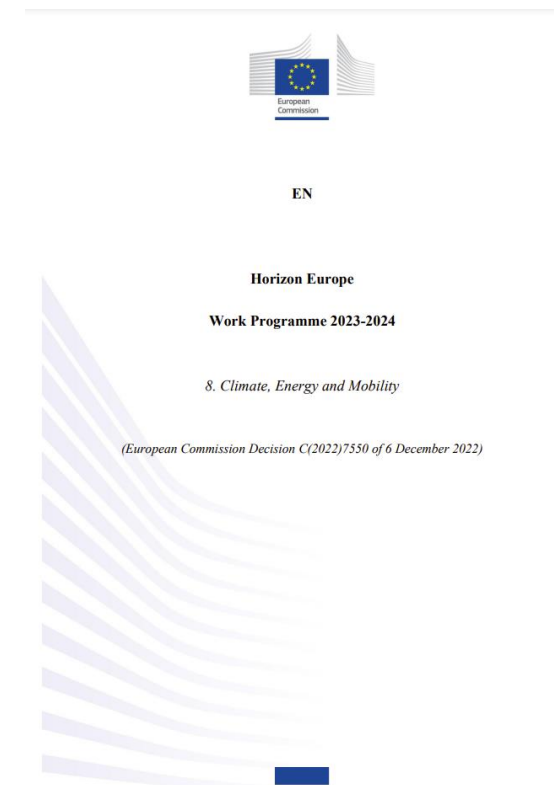 European
Commission
EN
Horizon Europe
Work Programme 2023-2024
8. Climate, Energy and Mobility
(European Commission Decision C(2022)7550 of 6 December 2022)